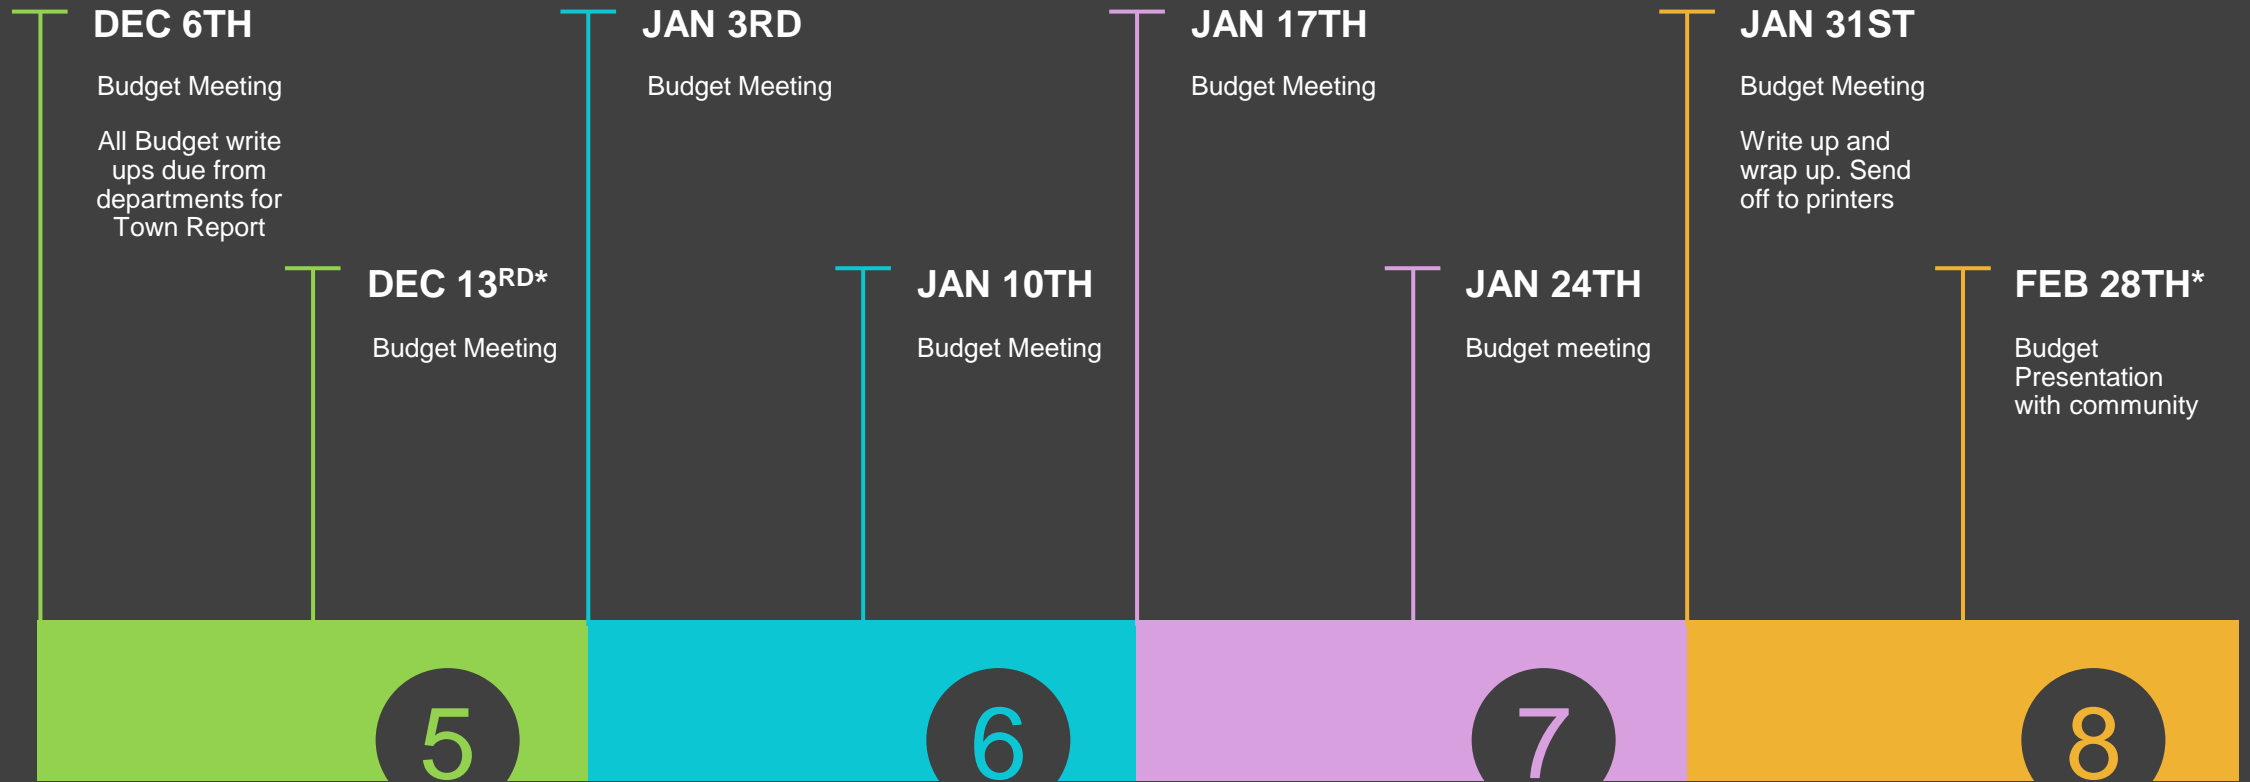 DEC 6TH
Budget Meeting
All Budget write
ups due from
departments for
Town Report
DEC 13RD*
Budget Meeting
JAN 3RD
Budget Meeting
JAN 10TH
Budget Meeting
JAN 17TH
Budget Meeting
JAN 24TH
Budget meeting
JAN 31ST
Budget Meeting
Write up and
wrap up. Send
off to printers
FEB 28TH*
Budget
Presentation
with community
5
6
7
8